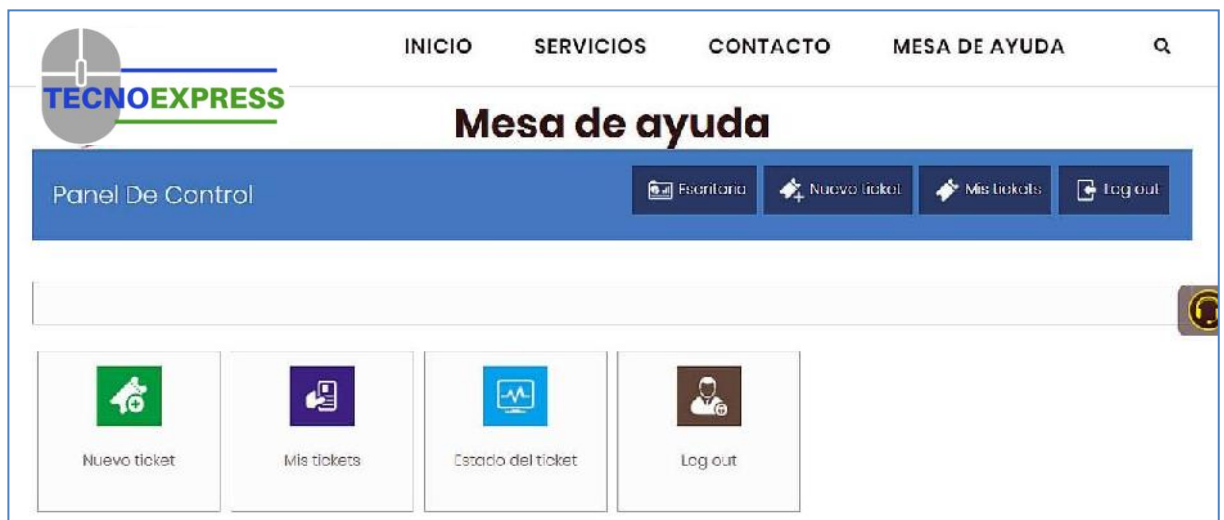 INICIO SERVICIOS CONTACTO MESA DE AYUDA
TECNOEXPRESS
Mesa de ayuda
Panel De Control Escritorio Nuevo ticket Mis tickets Log out
Nuevo ticket Mis tickets Estado del ticket Log out